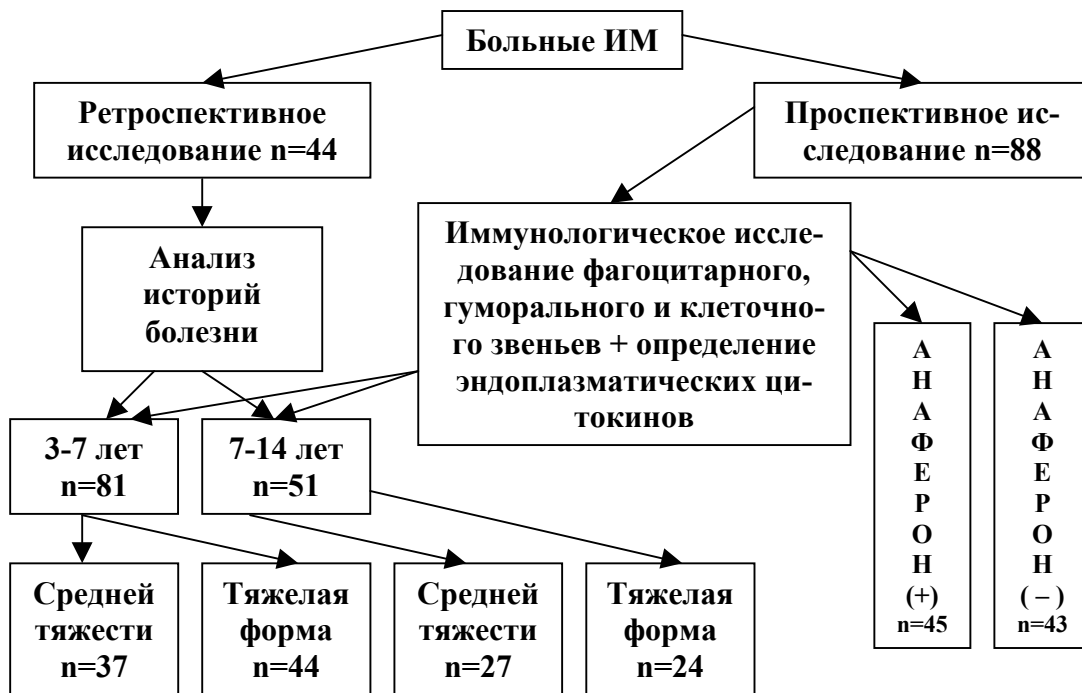 Больные ИМ
Ретроспективное
исследование n=44
Проспективное ис-
следование n=88
Анализ
историй
болезни
Иммунологическое иссле-
дование фагоцитарного,
гуморального и клеточно-
го звеньев + определение
эндоплазматических ци-
токинов
А
Н
А
Ф
Е
Р
О
Н
(+)
n=45
А
Н
А
Ф
Е
Р
О
Н
( – )
n=43
3-7 лет
n=81
7-14 лет
n=51
Средней
тяжести
n=37
Тяжелая
форма
n=44
Средней
тяжести
n=27
Тяжелая
форма
n=24